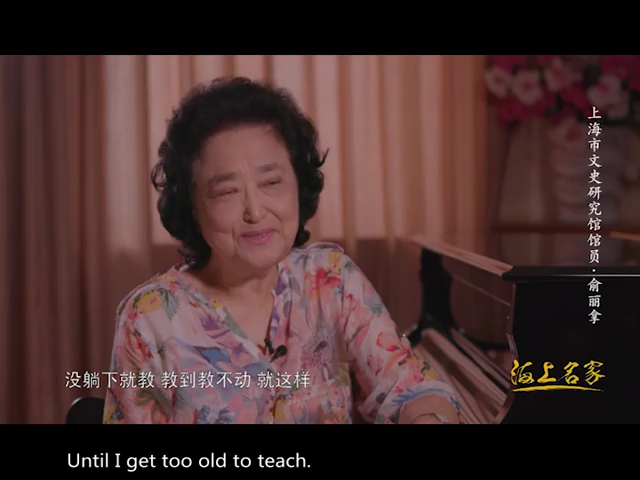 上海市文史研究馆馆员·俞丽拿
没躺下就教 教到教不动 就这样
海上名家
Until I get too old to teach.